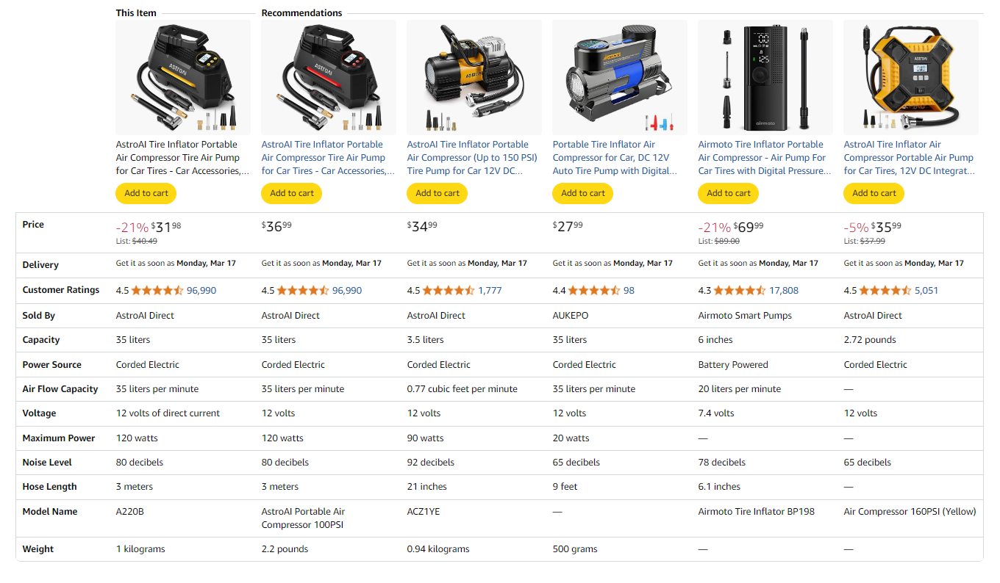 This Item
Recommendations
ASTROAI
ASTROAI
ASTROAI
airmoto
ASTROAI
AstroAI Tire Inflator Portable
Air Compressor Tire Air Pump
for Car Tires - Car Accessories,...
Add to cart
AstroAI Tire Inflator Portable
Air Compressor Tire Air Pump
for Car Tires - Car Accessories,...
Add to cart
AstroAI Tire Inflator Portable
Air Compressor (Up to 150 PSI)
Tire Pump for Car 12V DC...
Add to cart
Portable Tire Inflator Air
Compressor for Car, DC 12V
Auto Tire Pump with Digital...
Add to cart
Airmoto Tire Inflator Portable
Air Compressor - Air Pump For
Car Tires with Digital Pressure...
Add to cart
AstroAI Tire Inflator Air
Compressor Portable Air Pump
for Car Tires, 12V DC Integrat...
Add to cart
Price
-21% $31 98
List: $40.49
$36 99
$34 99
$27 99
-21% $69 99
List: $89.00
-5% $35 99
List: $37.99
Delivery
Get it as soon as Monday, Mar 17
Get it as soon as Monday, Mar 17
Get it as soon as Monday, Mar 17
Get it as soon as Monday, Mar 17
Get it as soon as Monday, Mar 17
Get it as soon as Monday, Mar 17
Customer Ratings
4.5 96,990
4.5 96,990
4.5 1,777
4.4 98
4.3 17,808
4.5 5,051
Sold By
AstroAI Direct
AstroAI Direct
AstroAI Direct
AUKEPO
Airmoto Smart Pumps
AstroAI Direct
Capacity
35 liters
35 liters
3.5 liters
35 liters
6 inches
2.72 pounds
Power Source
Corded Electric
Corded Electric
Corded Electric
Corded Electric
Battery Powered
Corded Electric
Air Flow Capacity
35 liters per minute
35 liters per minute
0.77 cubic feet per minute
35 liters per minute
20 liters per minute
—
Voltage
12 volts of direct current
12 volts
12 volts
12 volts
7.4 volts
12 volts
Maximum Power
120 watts
120 watts
90 watts
20 watts
—
—
Noise Level
80 decibels
80 decibels
92 decibels
65 decibels
78 decibels
65 decibels
Hose Length
3 meters
3 meters
21 inches
9 feet
6.1 inches
—
Model Name
A220B
AstroAI Portable Air
Compressor 100PSI
ACZ1YE
—
Airmoto Tire Inflator BP198
Air Compressor 160PSI (Yellow)
Weight
1 kilograms
2.2 pounds
0.94 kilograms
500 grams
—
—